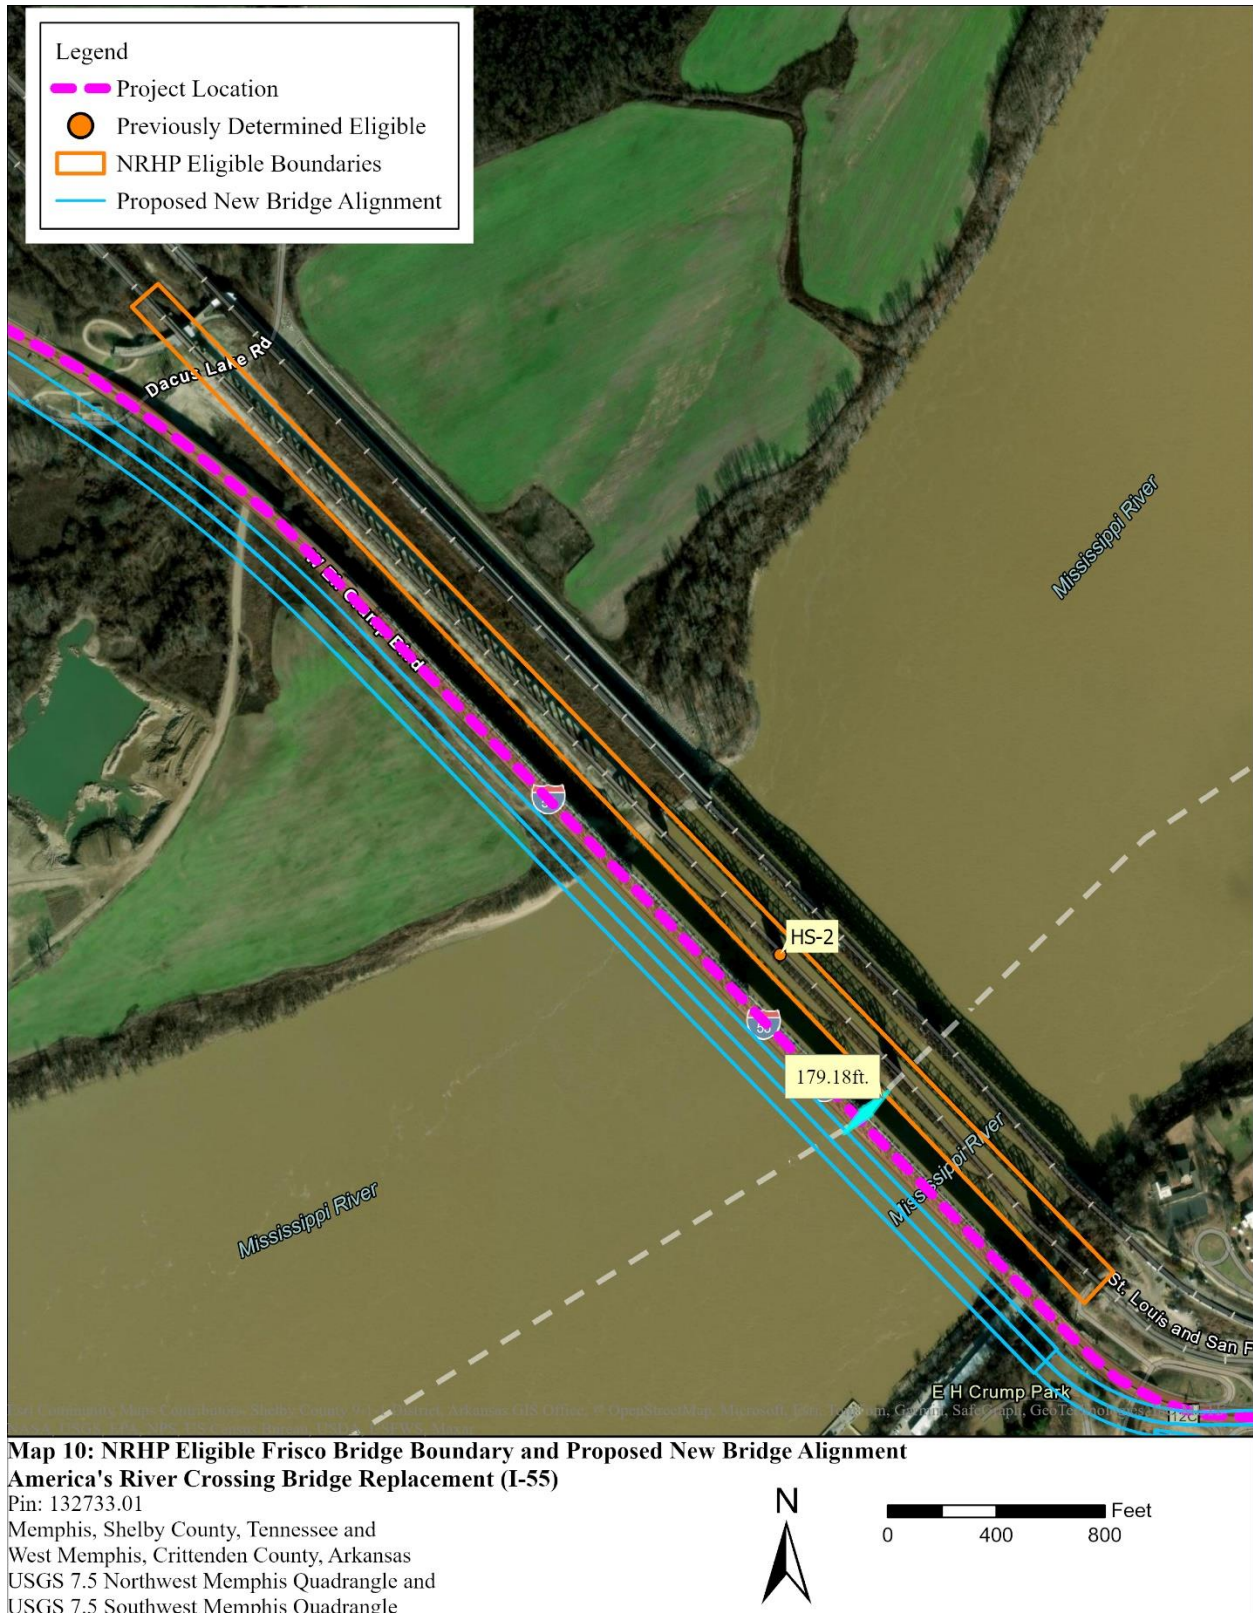 Legend
Project Location
Previously Determined Eligible
NRHP Eligible Boundaries
Proposed New Bridge Alignment
Dacus Lake Rd
Mississippi River
HS-2
55
179.18ft.
Mississippi River
Mississippi River
St. Louis and San F
E H Crump Park
12C
Map 10: NRHP Eligible Frisco Bridge Boundary and Proposed New Bridge Alignment
America's River Crossing Bridge Replacement (I-55)
Pin: 132733.01
Memphis, Shelby County, Tennessee and
West Memphis, Crittenden County, Arkansas
USGS 7.5 Northwest Memphis Quadrangle and
USGS 7.5 Southwest Memphis Quadrangle
N
Feet
0 400 800